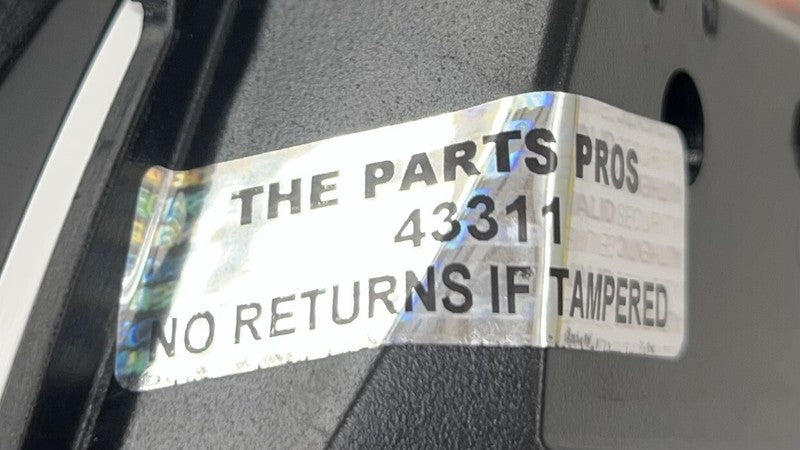 THE PARTS PROS
43311
NO RETURNS IF TAMPERED